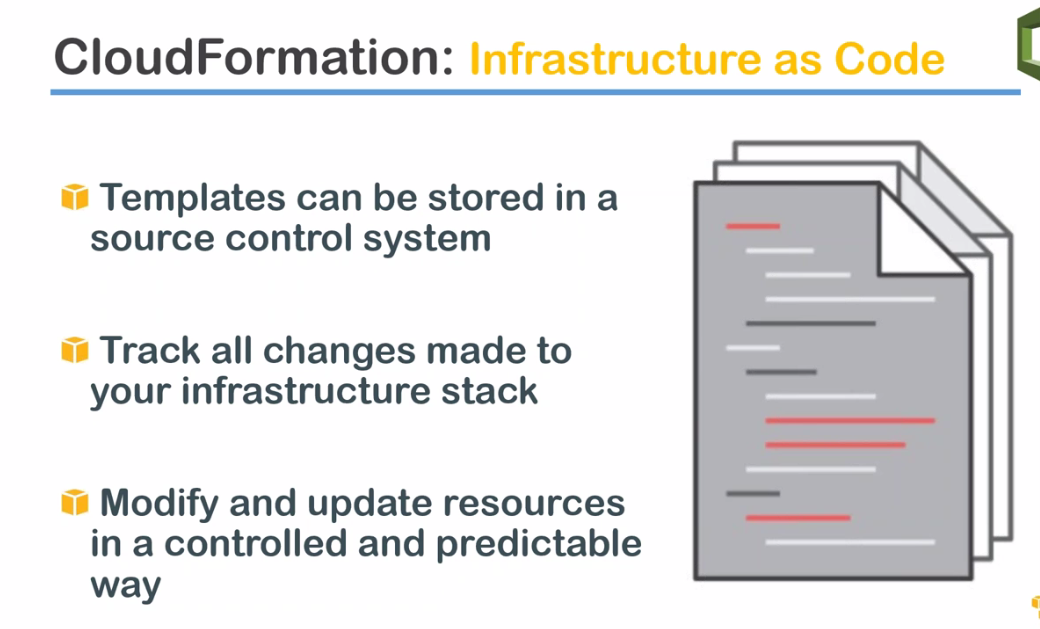 CloudFormation: Infrastructure as Code
Templates can be stored in a
source control system
Track all changes made to
your infrastructure stack
Modify and update resources
in a controlled and predictable
way